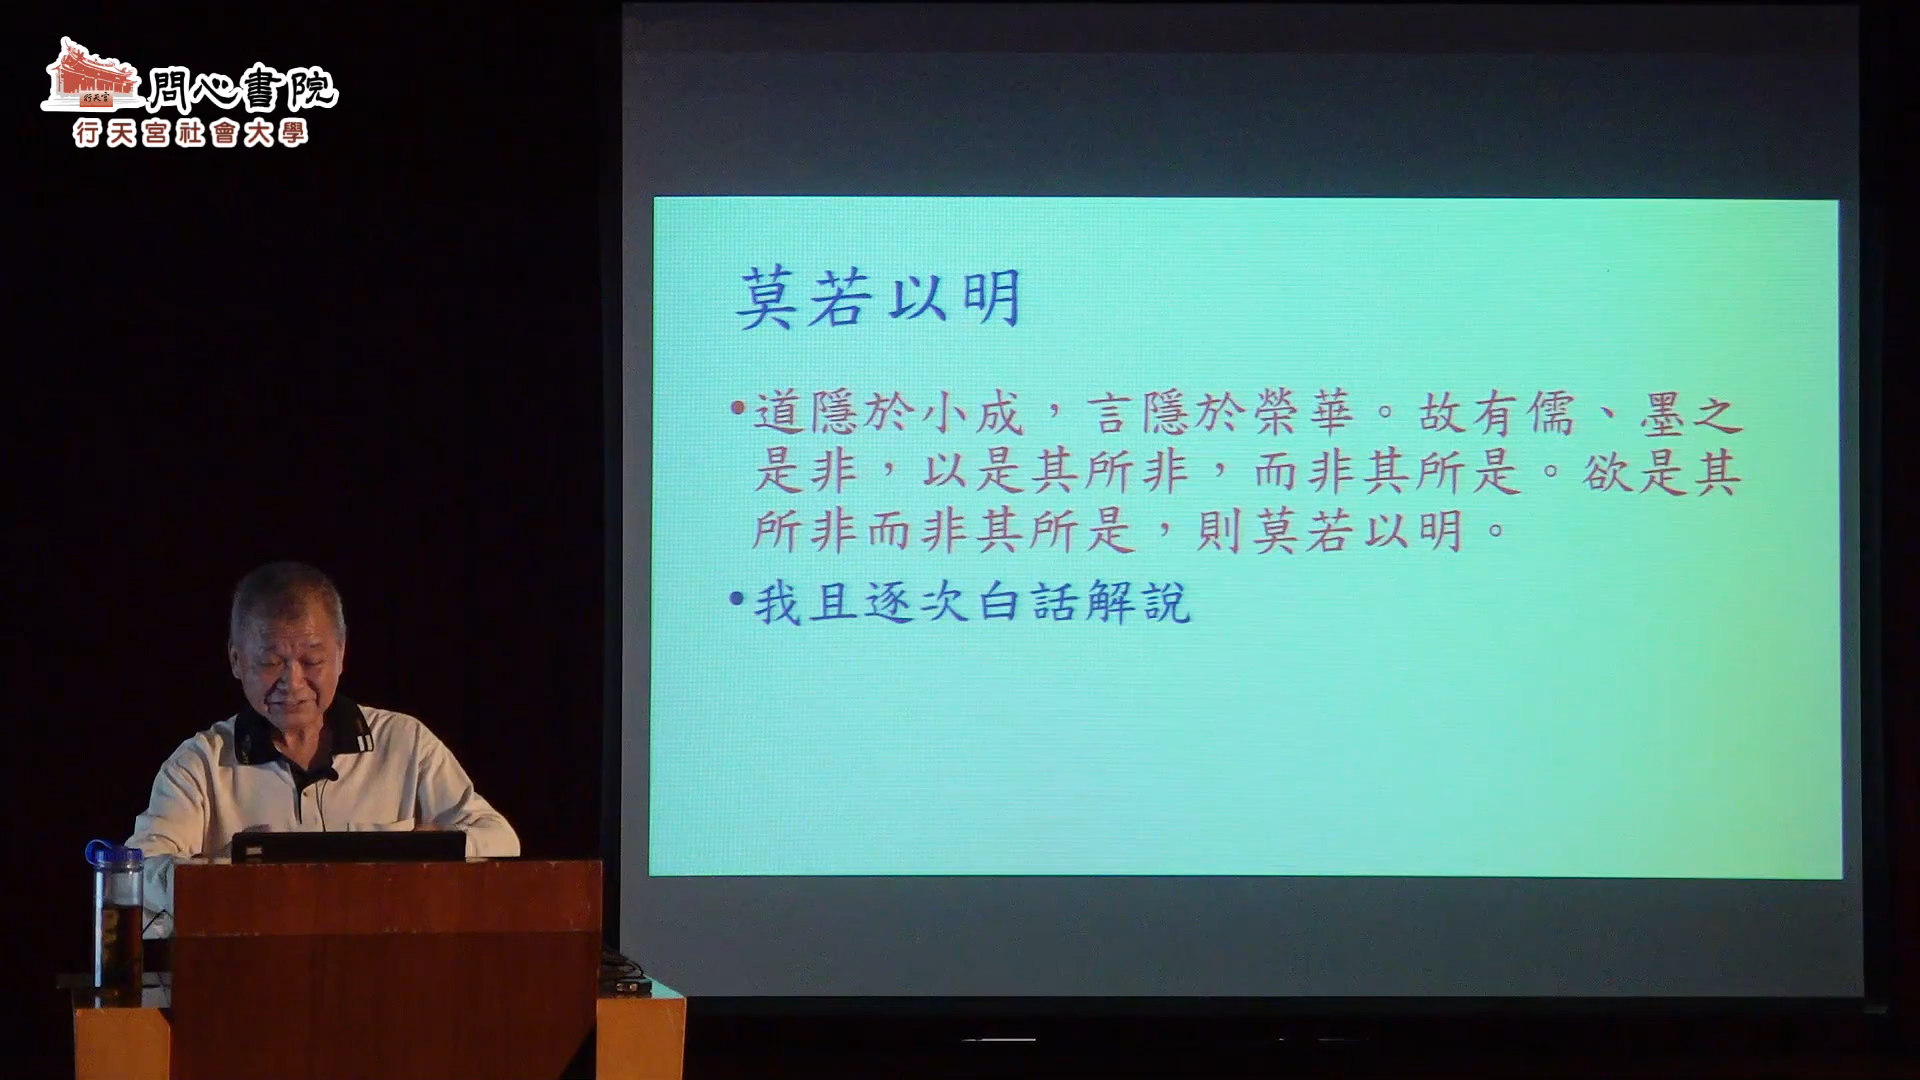 行天宮
問心書院
行天宮社會大學
莫若以明
•道隱於小成，言隱於榮華。故有儒、墨之
是非，以是其所非，而非其所是。欲是其
所非而非其所是，則莫若以明。
•我且逐次白話解說